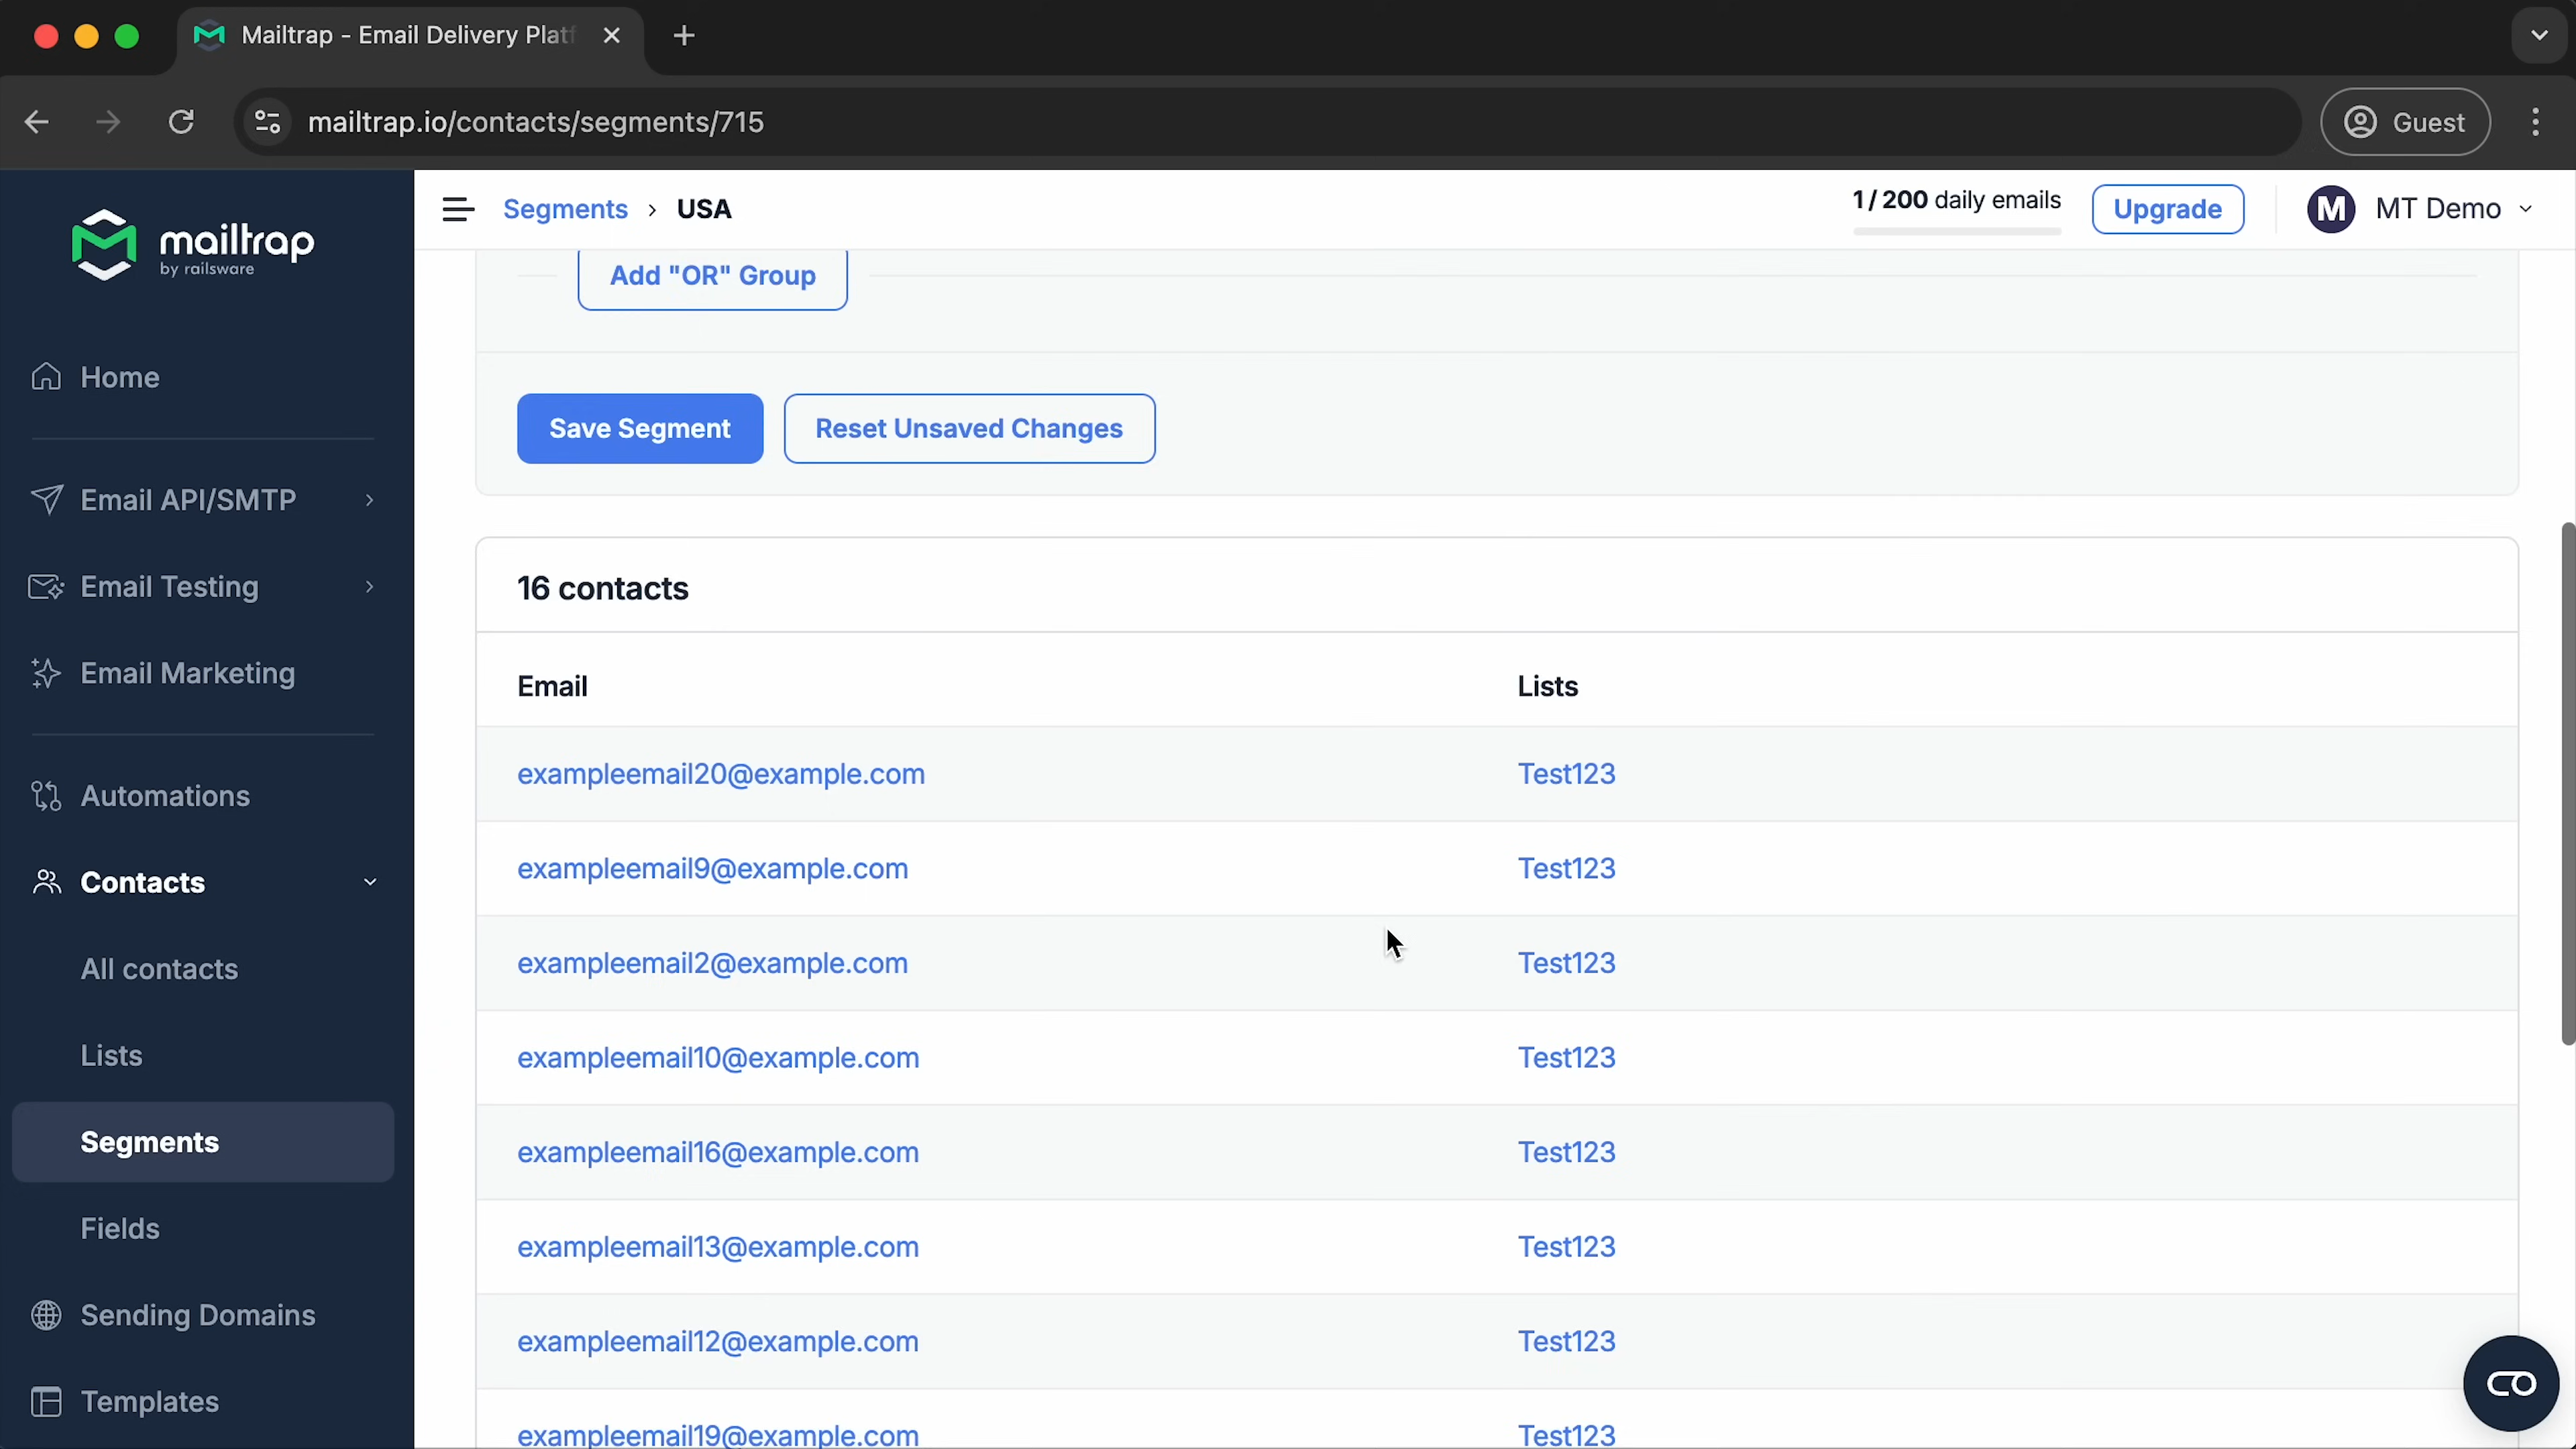 Mailtrap - Email Delivery Platf
mailtrap.io/contacts/segments/715
Guest
mailtrap
by railsware
Segments > USA
1 / 200 daily emails
Upgrade
M
MT Demo
Home
Email API/SMTP
Email Testing
Email Marketing
Automations
Contacts
All contacts
Lists
Segments
Fields
Sending Domains
Templates
Add "OR" Group
Save Segment
Reset Unsaved Changes
16 contacts
Email Lists
exampleemail20@example.com Test123
exampleemail9@example.com Test123
exampleemail2@example.com Test123
exampleemail10@example.com Test123
exampleemail16@example.com Test123
exampleemail13@example.com Test123
exampleemail12@example.com Test123
exampleemail19@example.com Test123